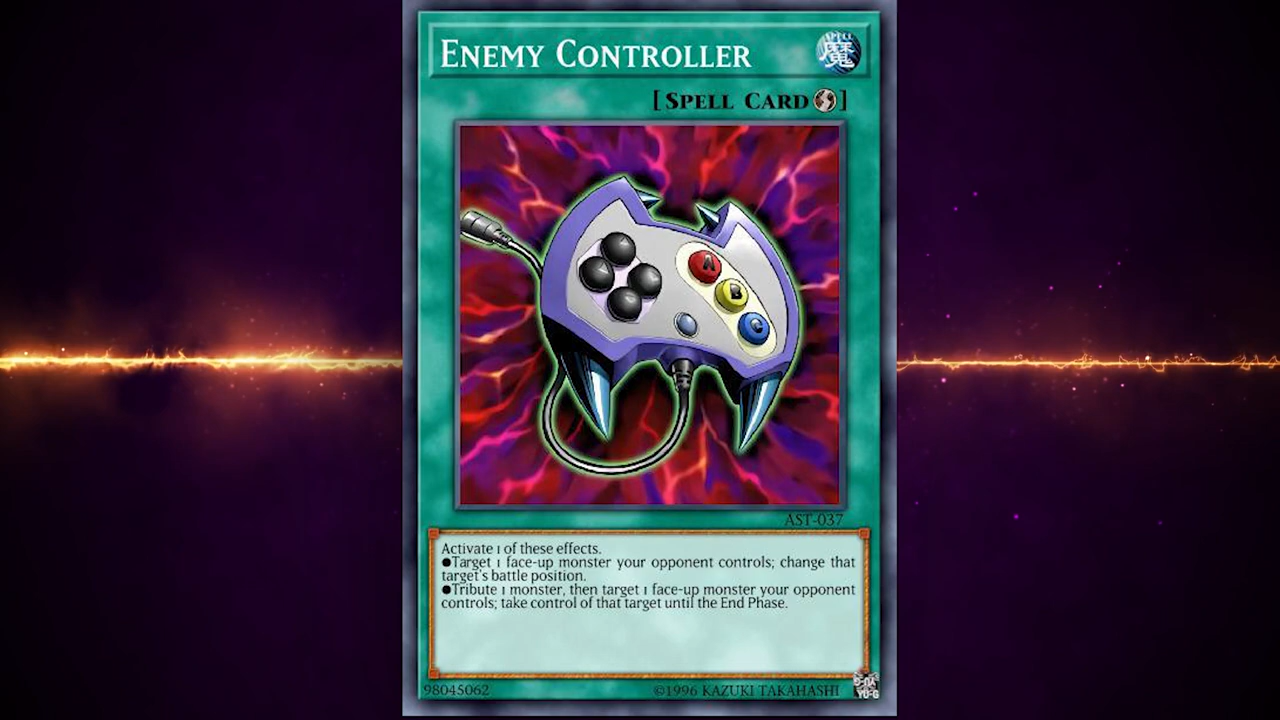 ENEMY CONTROLLER
魔
[SPELL CARD]
A
B
C
AST-037
Activate 1 of these effects.
●Target 1 face-up monster your opponent controls; change that
target's battle position.
●Tribute 1 monster, then target 1 face-up monster your opponent
controls; take control of that target until the End Phase.
98045062
©1996 KAZUKI TAKAHASHI